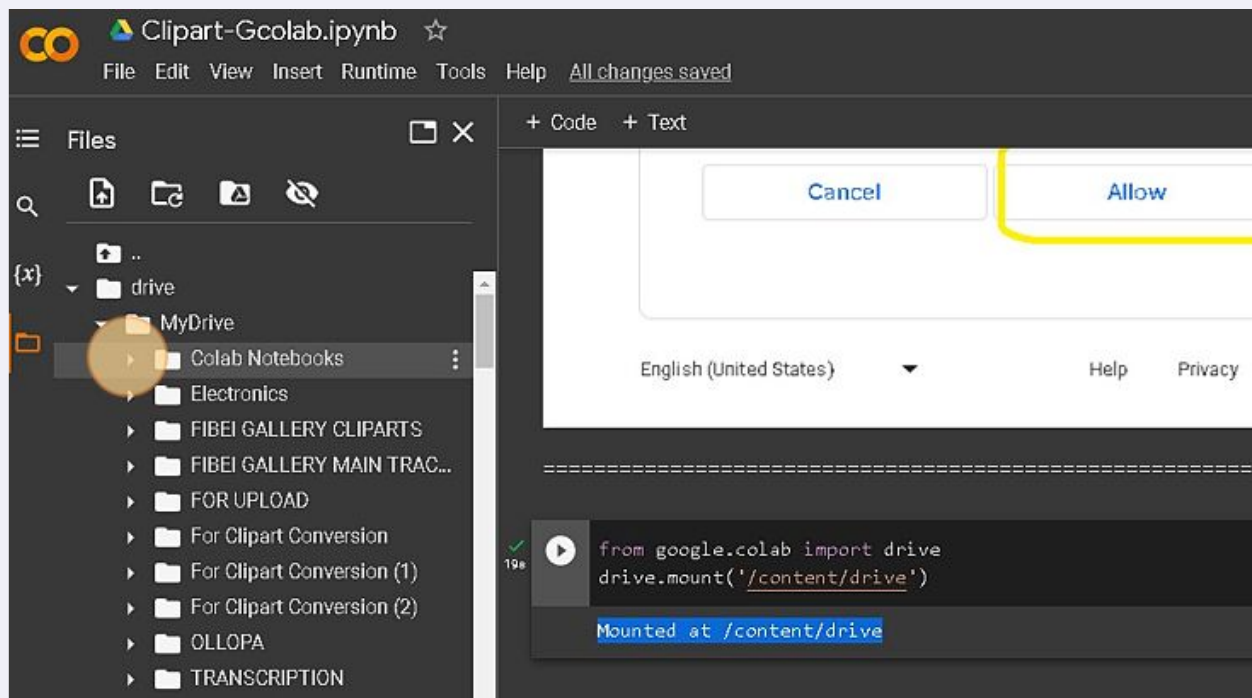 Clipart-Gcolab.ipynb
File Edit View Insert Runtime Tools Help All changes saved
Files
+ Code + Text
Cancel Allow
{x}
..
drive
MyDrive
Colab Notebooks
Electronics
FIBEI GALLERY CLIPARTS
FIBEI GALLERY MAIN TRAC...
FOR UPLOAD
For Clipart Conversion
For Clipart Conversion (1)
For Clipart Conversion (2)
OLLOPA
TRANSCRIPTION
English (United States) Help Privacy
==========================================================
19s
from google.colab import drive
drive.mount('/content/drive')
Mounted at /content/drive